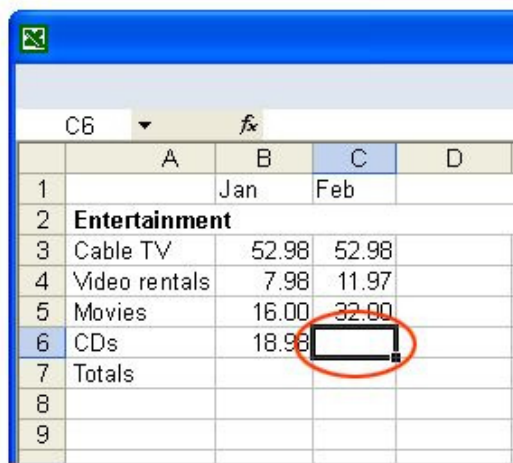 C6 fx
A B C D
1 Jan Feb
2 Entertainment
3 Cable TV 52.98 52.98
4 Video rentals 7.98 11.97
5 Movies 16.00 32.00
6 CDs 18.98
7 Totals
8
9